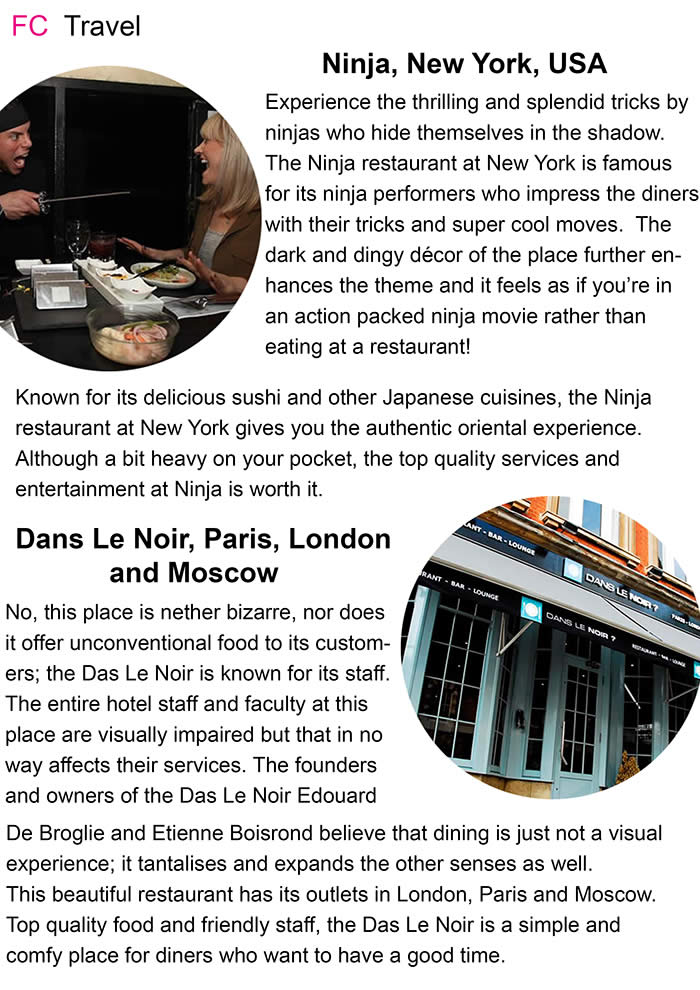 FC Travel
Ninja, New York, USA
Experience the thrilling and splendid tricks by
ninjas who hide themselves in the shadow.
The Ninja restaurant at New York is famous
for its ninja performers who impress the diners
with their tricks and super cool moves.  The
dark and dingy décor of the place further en-
hances the theme and it feels as if you're in
an action packed ninja movie rather than
eating at a restaurant!
Known for its delicious sushi and other Japanese cuisines, the Ninja
restaurant at New York gives you the authentic oriental experience.
Although a bit heavy on your pocket, the top quality services and
entertainment at Ninja is worth it.
Dans Le Noir, Paris, London
and Moscow
No, this place is nether bizarre, nor does
it offer unconventional food to its custom-
ers; the Das Le Noir is known for its staff.
The entire hotel staff and faculty at this
place are visually impaired but that in no
way affects their services. The founders
and owners of the Das Le Noir Edouard
De Broglie and Etienne Boisrond believe that dining is just not a visual
experience; it tantalises and expands the other senses as well.
This beautiful restaurant has its outlets in London, Paris and Moscow.
Top quality food and friendly staff, the Das Le Noir is a simple and
comfy place for diners who want to have a good time.
RANT - BAR - LOUNGE
DANS LE NOIR ?
PARIS - LON
RANT - BAR - LOUNGE
DANS LE NOIR ?
RESTAURANT - BAR - LOUNGE